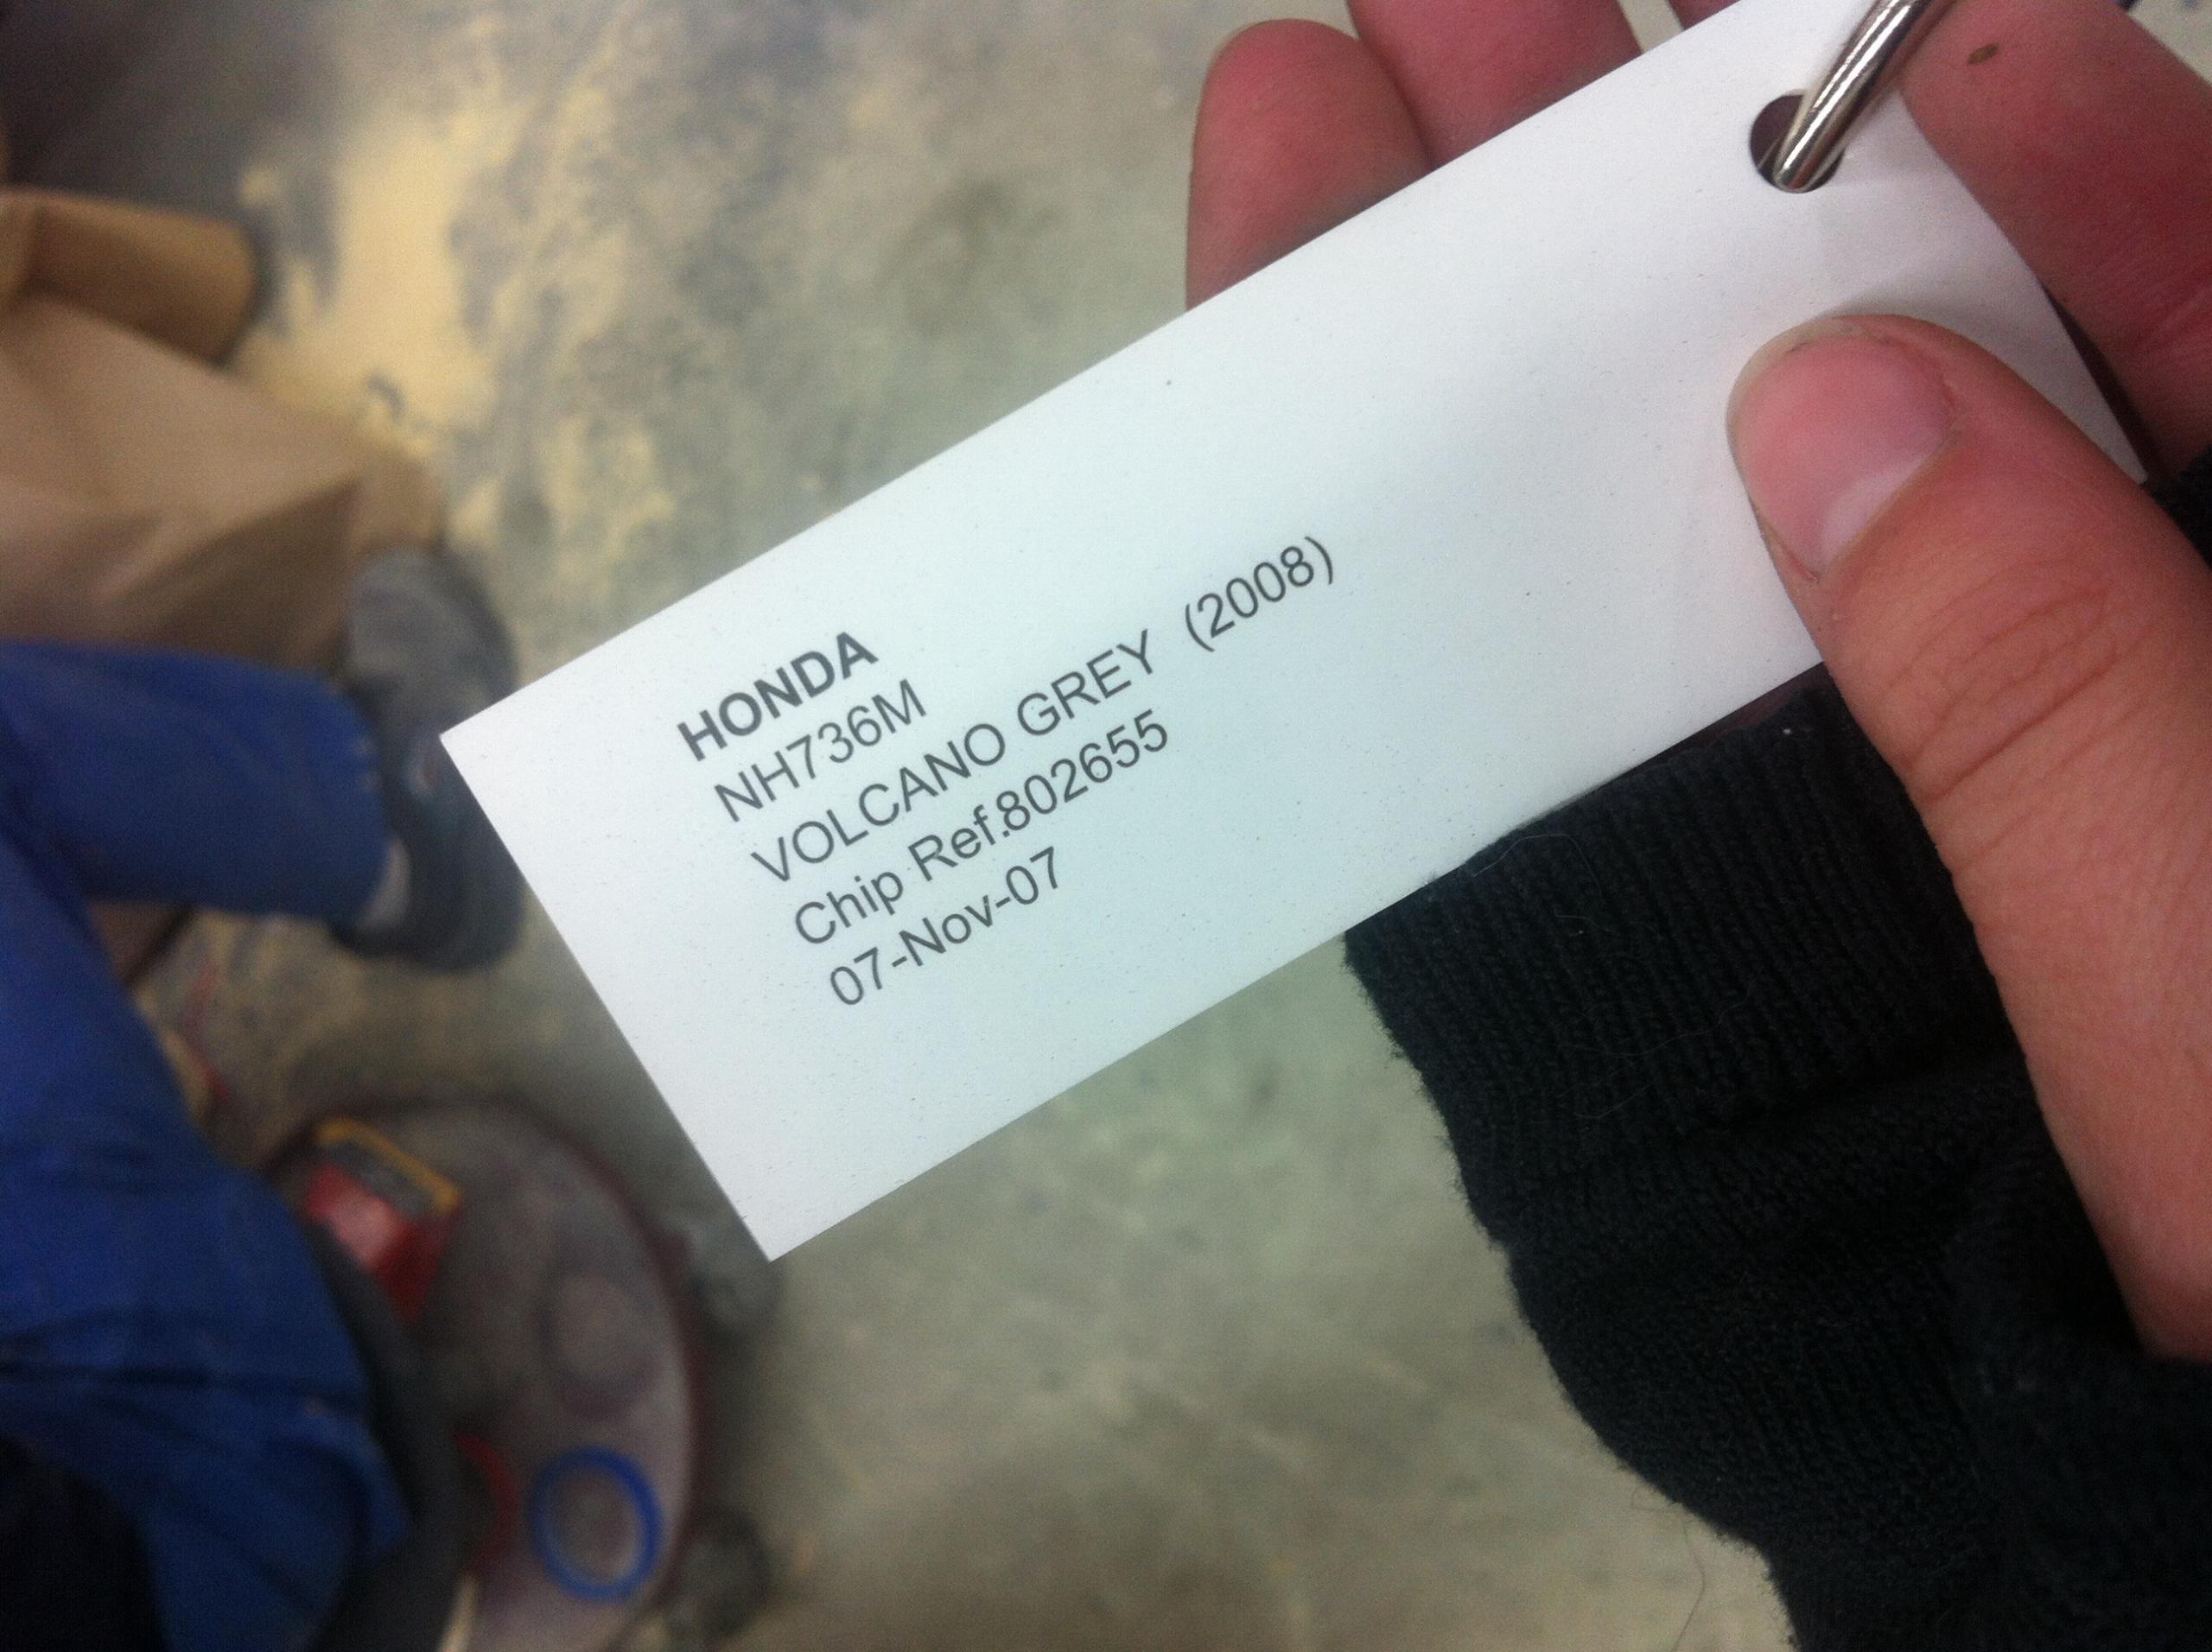 HONDA
NH736M
VOLCANO GREY (2008)
Chip Ref.802655
07-Nov-07